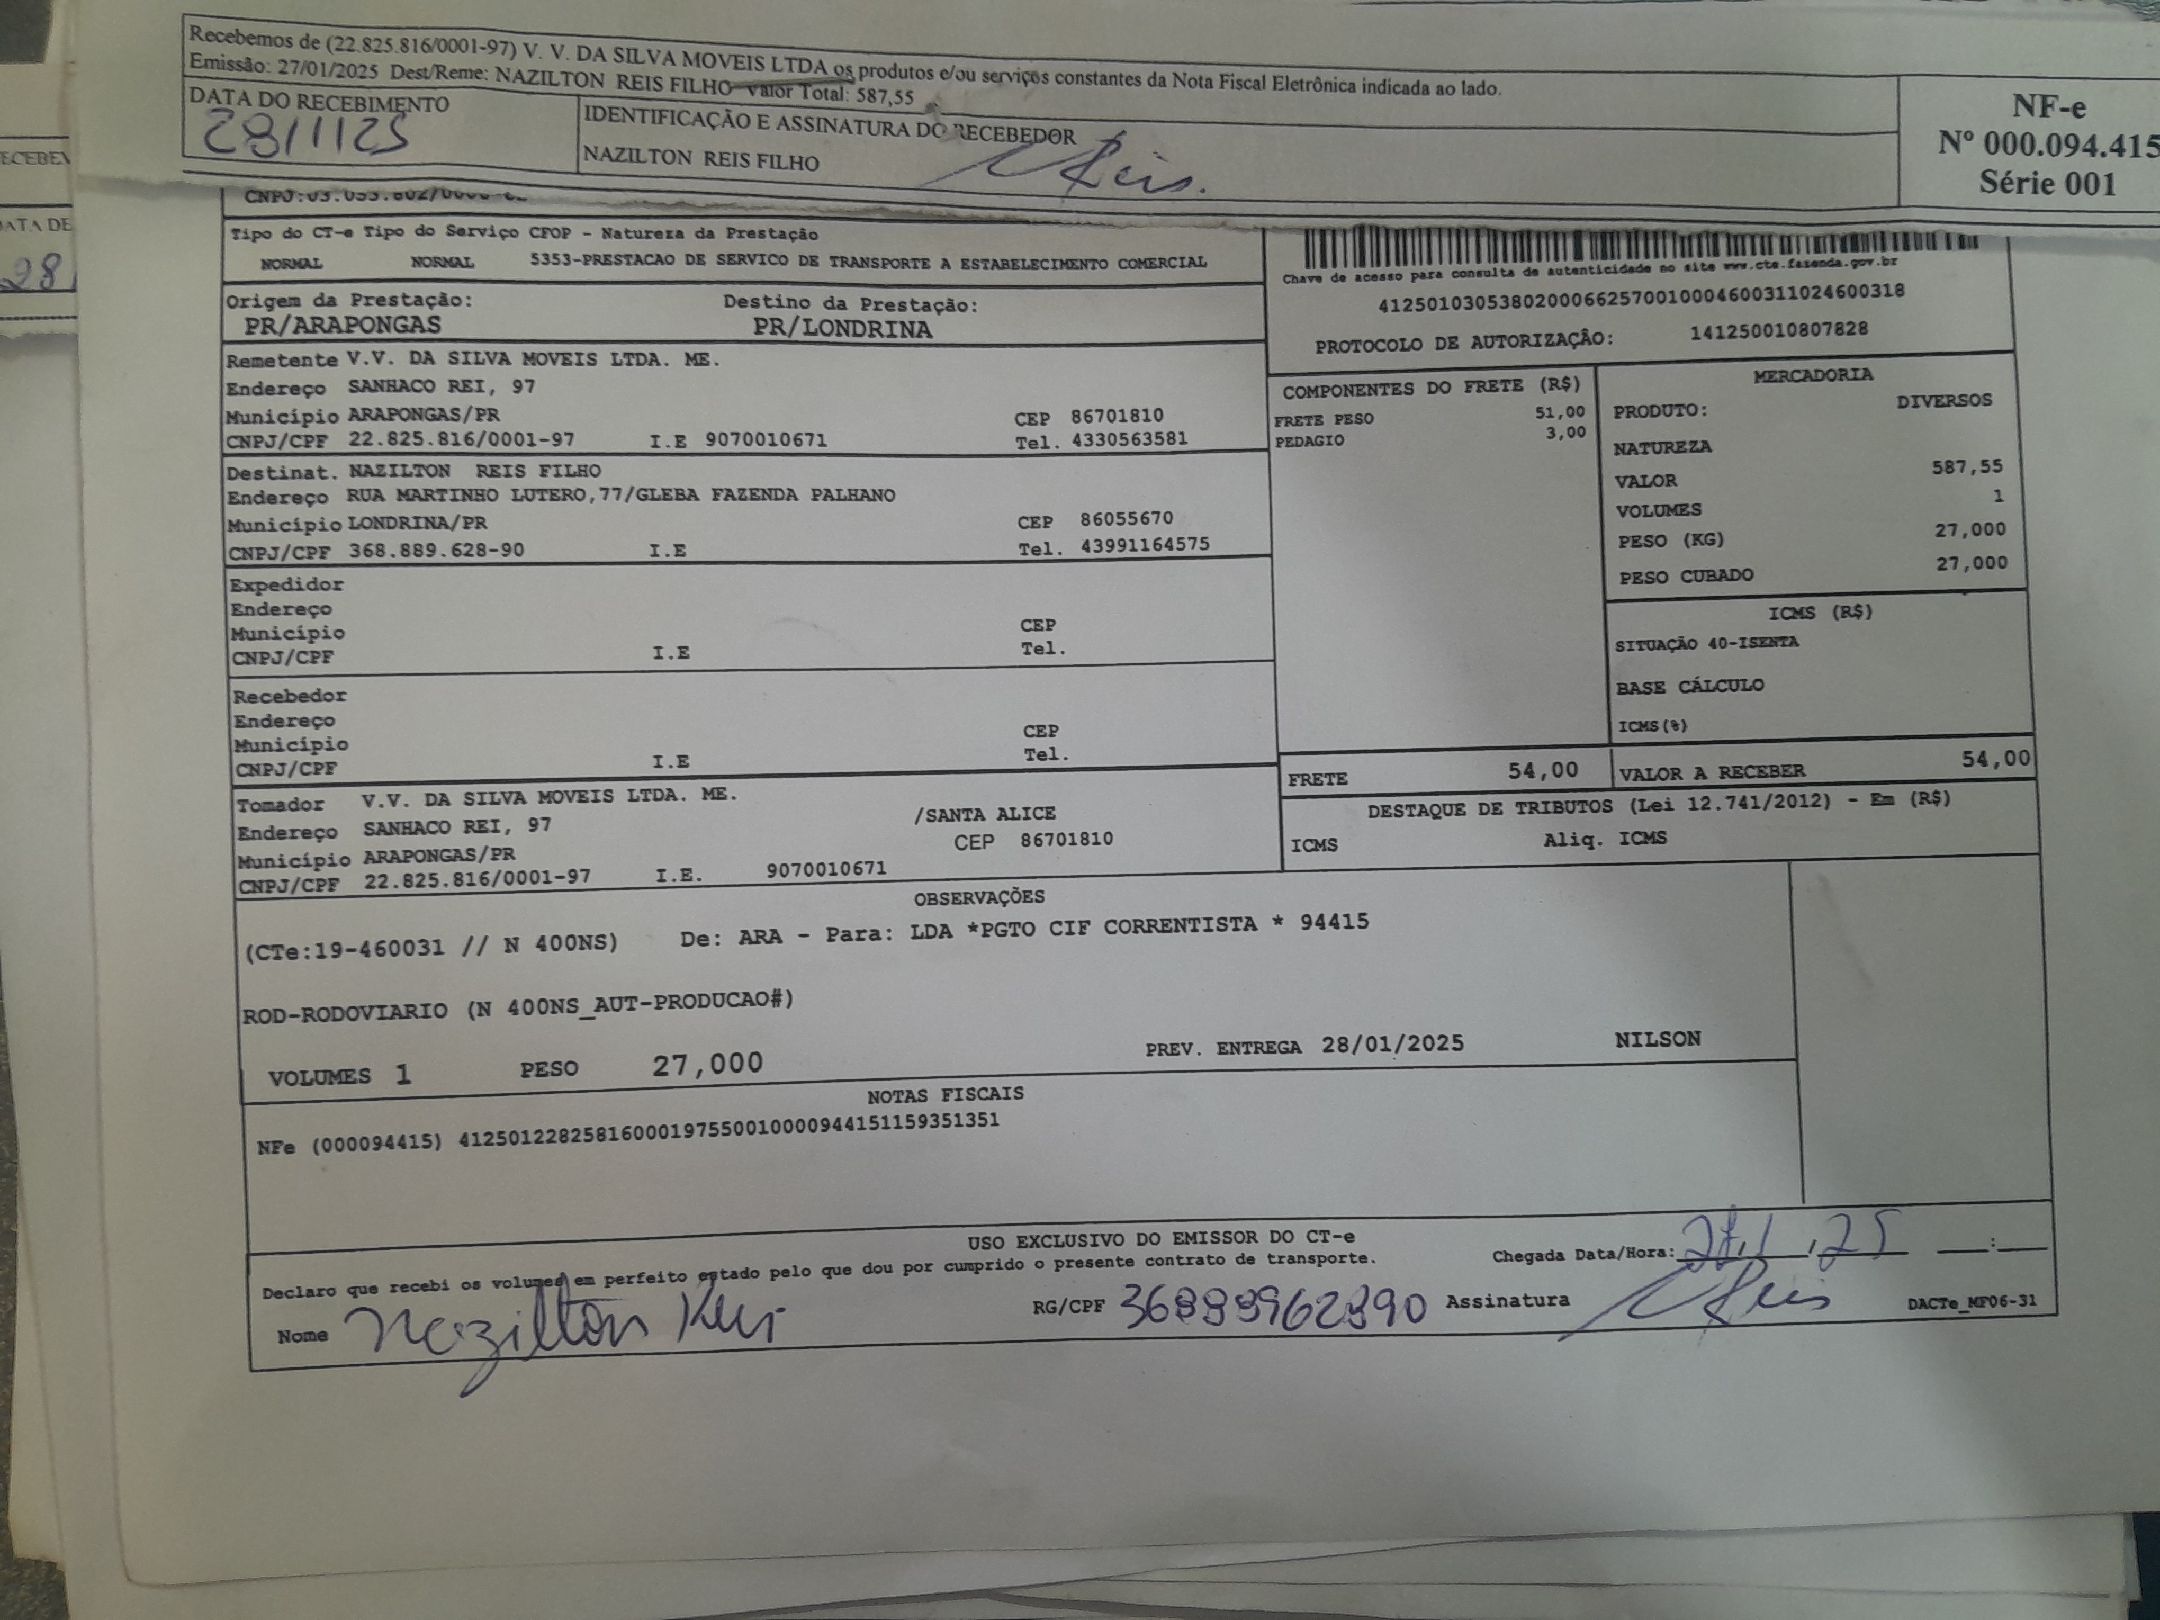 Recebemos de (22.825.816/0001-97) V. V. DA SILVA MOVEIS LTDA os produtos e/ou serviços constantes da Nota Fiscal Eletrônica indicada ao lado.
Emissão: 27/01/2025 Dest/Reme: NAZILTON REIS FILHO Valor Total: 587,55
DATA DO RECEBIMENTO
28/1/25
IDENTIFICAÇÃO E ASSINATURA DO RECEBEDOR
NAZILTON REIS FILHO
Reis.
NF-e
Nº 000.094.415
Série 001
ECEBEN
DATA DE
28
Tipo do CT-e Tipo do Serviço CFOP - Natureza da Prestação
NORMAL NORMAL 5353-PRESTACAO DE SERVICO DE TRANSPORTE A ESTABELECIMENTO COMERCIAL
Origem da Prestação: Destino da Prestação:
PR/ARAPONGAS PR/LONDRINA
Chave de acesso para consulta de autenticidade no site www.cte.fazenda.gov.br
41250103053802000662570010004600311024600318
PROTOCOLO DE AUTORIZAÇÃO: 141250010807828
Remetente V.V. DA SILVA MOVEIS LTDA. ME.
Endereço SANHACO REI, 97
Município ARAPONGAS/PR CEP 86701810
CNPJ/CPF 22.825.816/0001-97 I.E 9070010671 Tel. 4330563581
Destinat. NAZILTON REIS FILHO
Endereço RUA MARTINHO LUTERO,77/GLEBA FAZENDA PALHANO
Município LONDRINA/PR CEP 86055670
CNPJ/CPF 368.889.628-90 I.E Tel. 43991164575
Expedidor
Endereço
Município CEP
CNPJ/CPF I.E Tel.
Recebedor
Endereço
Município CEP
CNPJ/CPF I.E Tel.
Tomador V.V. DA SILVA MOVEIS LTDA. ME.
Endereço SANHACO REI, 97 /SANTA ALICE
Município ARAPONGAS/PR CEP 86701810
CNPJ/CPF 22.825.816/0001-97 I.E. 9070010671
COMPONENTES DO FRETE (R$)
FRETE PESO 51,00
PEDAGIO 3,00
MERCADORIA
PRODUTO: DIVERSOS
NATUREZA
VALOR 587,55
VOLUMES 1
PESO (KG) 27,000
PESO CUBADO 27,000
ICMS (R$)
SITUAÇÃO 40-ISENTA
BASE CÁLCULO
ICMS(%)
FRETE 54,00 VALOR A RECEBER 54,00
DESTAQUE DE TRIBUTOS (Lei 12.741/2012) - Em (R$)
ICMS Aliq. ICMS
OBSERVAÇÕES
(CTe:19-460031 // N 400NS) De: ARA - Para: LDA *PGTO CIF CORRENTISTA * 94415
ROD-RODOVIARIO (N 400NS_AUT-PRODUCAO#)
VOLUMES 1 PESO 27,000 PREV. ENTREGA 28/01/2025 NILSON
NOTAS FISCAIS
NFe (000094415) 41250122825816000197550010000944151159351351
USO EXCLUSIVO DO EMISSOR DO CT-e
Declaro que recebi os volumes em perfeito estado pelo que dou por cumprido o presente contrato de transporte.
Chegada Data/Hora: 28,1,25 :
Nome Nazilton Reis RG/CPF 36888962890 Assinatura Reis DACTe_MF06-31